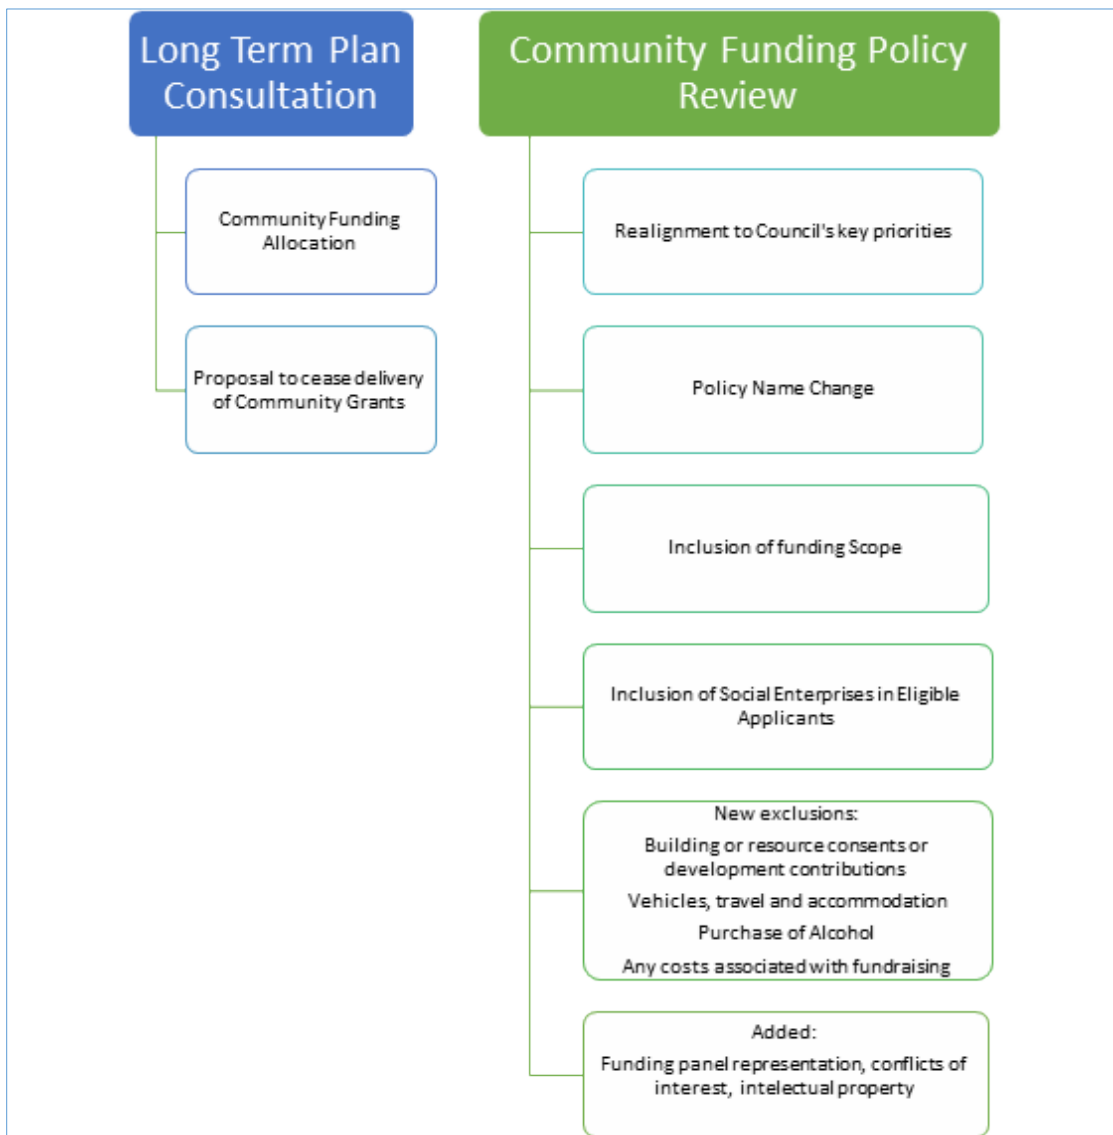 Long Term Plan
Consultation
Community Funding
Allocation
Proposal to cease delivery
of Community Grants
Community Funding Policy
Review
Realignment to Council's key priorities
Policy Name Change
Inclusion of funding Scope
Inclusion of Social Enterprises in Eligible
Applicants
New exclusions:
Building or resource consents or
development contributions
Vehicles, travel and accommodation
Purchase of Alcohol
Any costs associated with fundraising
Added:
Funding panel representation, conflicts of
interest, intelectual property